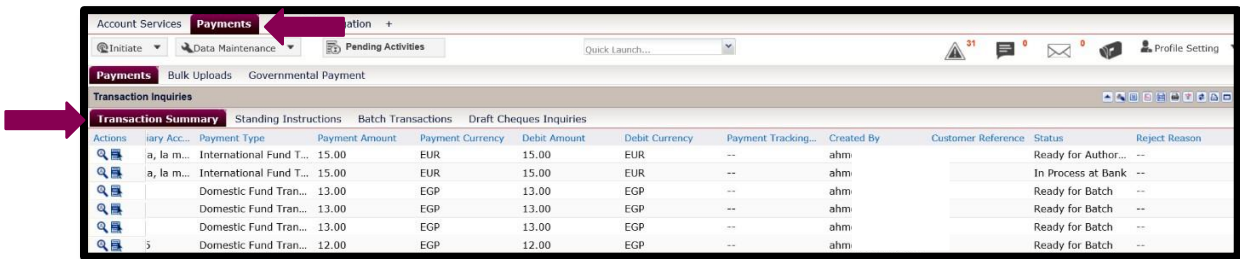 Account Services Payments ation +
Initiate Data Maintenance Pending Activities Quick Launch... 31 0 0 Profile Setting
Payments Bulk Uploads Governmental Payment
Transaction Inquiries
Transaction Summary Standing Instructions Batch Transactions Draft Cheques Inquiries
Actions iary Acc... Payment Type Payment Amount Payment Currency Debit Amount Debit Currency Payment Tracking... Created By Customer Reference Status Reject Reason
a, la m... International Fund T... 15.00 EUR 15.00 EUR -- ahm Ready for Author... --
a, la m... International Fund T... 15.00 EUR 15.00 EUR -- ahm In Process at Bank --
Domestic Fund Tran... 13.00 EGP 13.00 EGP -- ahm Ready for Batch --
Domestic Fund Tran... 13.00 EGP 13.00 EGP -- ahm Ready for Batch --
Domestic Fund Tran... 13.00 EGP 13.00 EGP -- ahm Ready for Batch --
5 Domestic Fund Tran... 12.00 EGP 12.00 EGP -- ahm Ready for Batch --